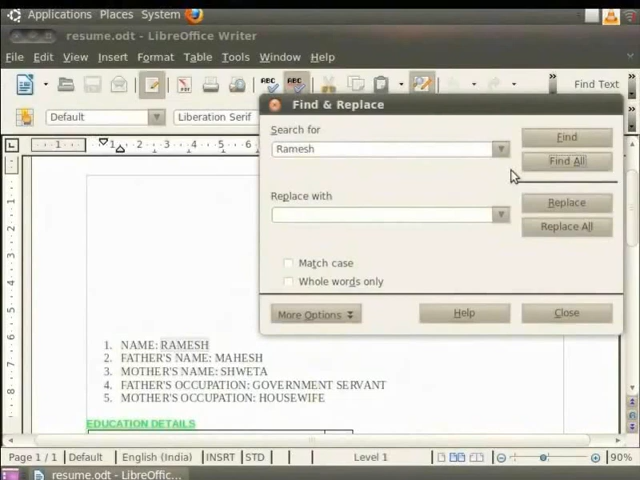 Applications Places System
resume.odt - LibreOffice Writer
File Edit View Insert Format Table Tools Window Help
ABC ABC Find Text
Default Liberation Serif
Find & Replace
Search for
Ramesh
Find
Find All
Replace with
Replace
Replace All
Match case
Whole words only
More Options Help Close
1. NAME: RAMESH
2. FATHER'S NAME: MAHESH
3. MOTHER'S NAME: SHWETA
4. FATHER'S OCCUPATION: GOVERNMENT SERVANT
5. MOTHER'S OCCUPATION: HOUSEWIFE
EDUCATION DETAILS
Page 1 / 1 Default English (India) INSRT STD Level 1 90%
resume.odt - LibreOffic...